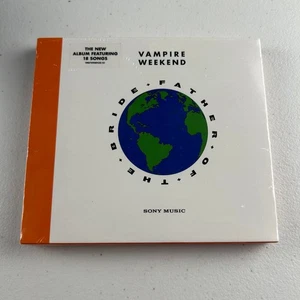 THE NEW
ALBUM FEATURING
18 SONGS
VAMPIRE
WEEKEND
FATHER · OF · THE · BRIDE
SONY MUSIC